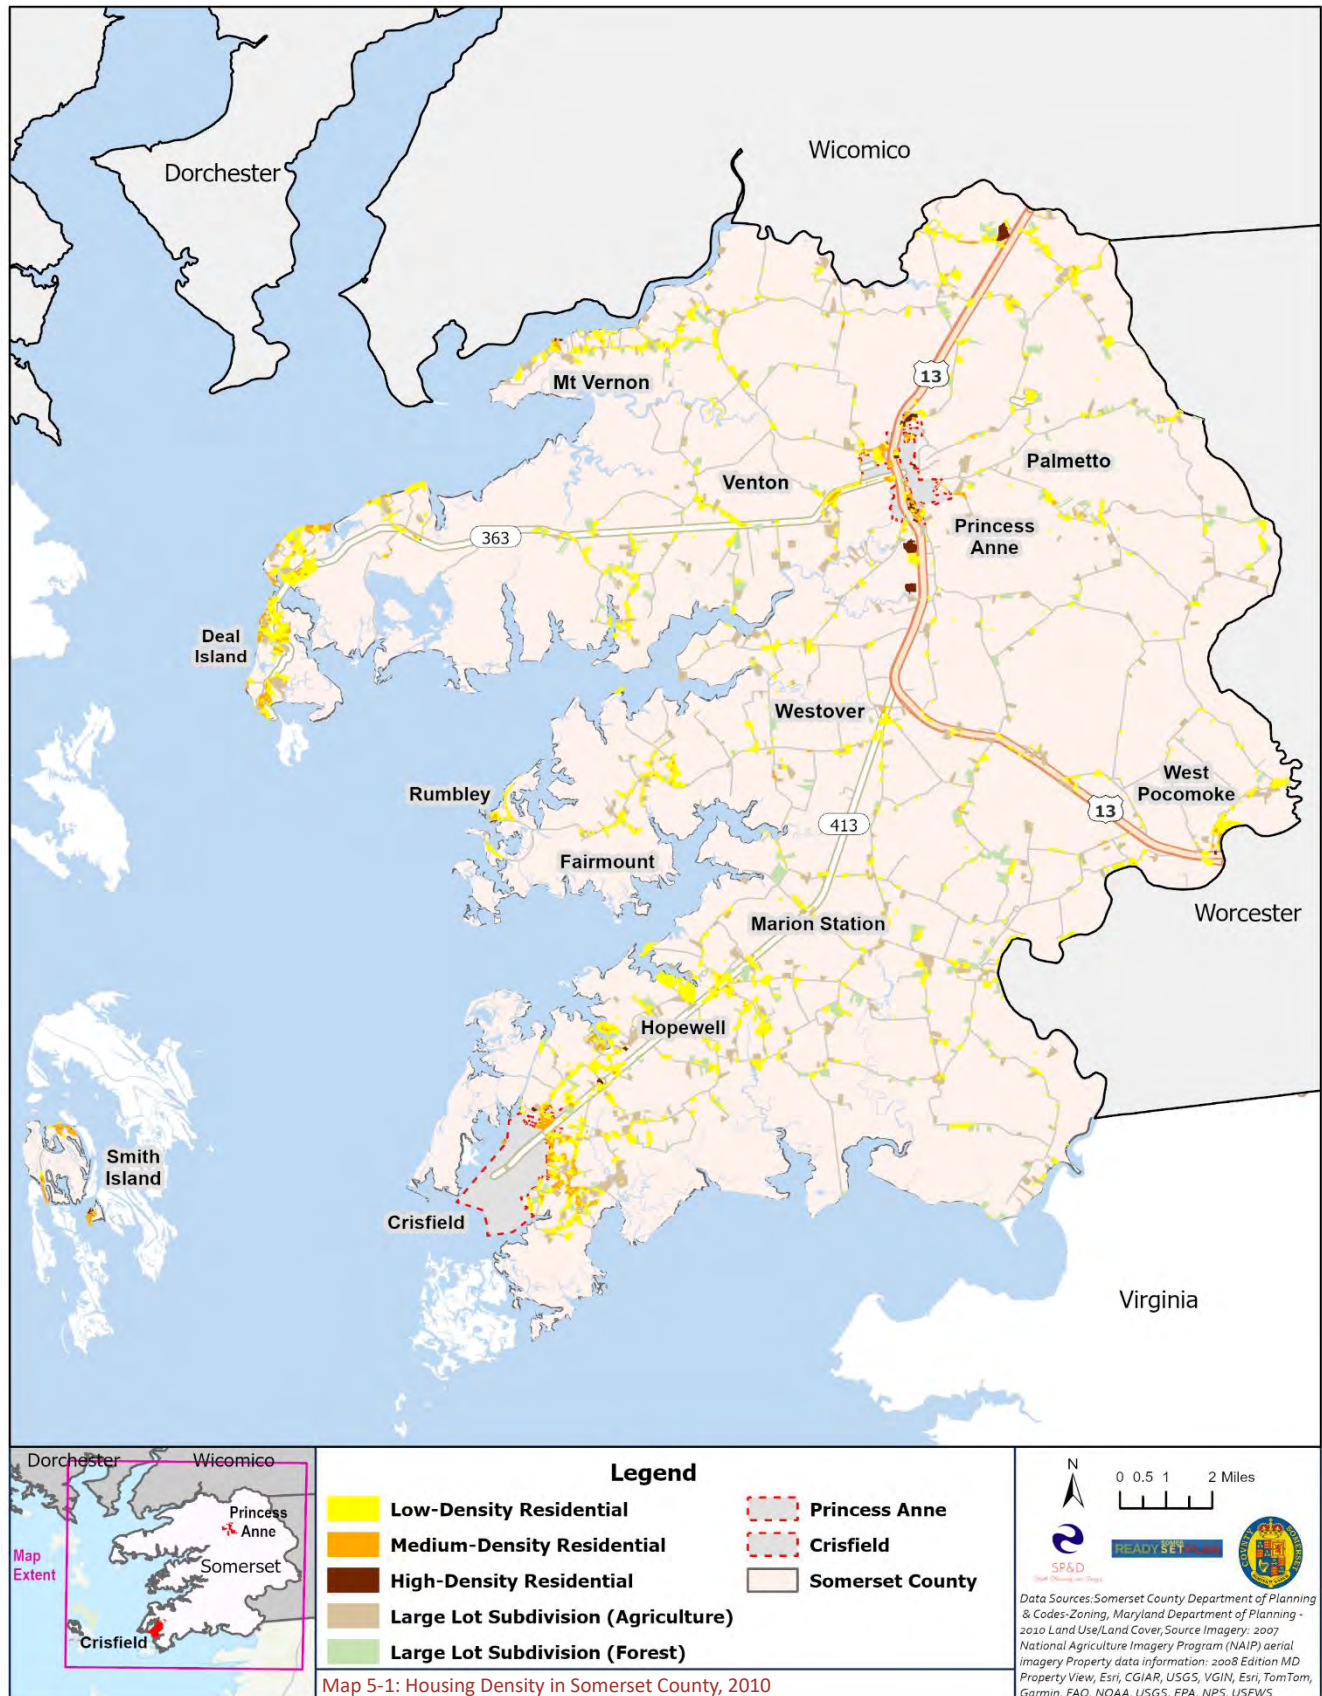 Dorchester
Wicomico
13
Mt Vernon
Palmetto
Venton
Princess
Anne
363
Deal
Island
Westover
West
Pocomoke
Rumbley
13
413
Fairmount
Worcester
Marion Station
Hopewell
Smith
Island
Crisfield
Virginia
Dorchester
Wicomico
Princess
Anne
Map
Extent
Somerset
Crisfield
Legend
Low-Density Residential
Medium-Density Residential
High-Density Residential
Large Lot Subdivision (Agriculture)
Large Lot Subdivision (Forest)
Princess Anne
Crisfield
Somerset County
Map 5-1: Housing Density in Somerset County, 2010
N
0 0.5 1 2 Miles
SP&D
READY SOMER SET PLAN
COUNTY SOMERSET
Data Sources:Somerset County Department of Planning
& Codes-Zoning, Maryland Department of Planning -
2010 Land Use/Land Cover,Source Imagery: 2007
National Agriculture Imagery Program (NAIP) aerial
imagery Property data information: 2008 Edition MD
Property View, Esri, CGIAR, USGS, VGIN, Esri, TomTom,
Garmin, FAO, NOAA, USGS, EPA, NPS, USFWS